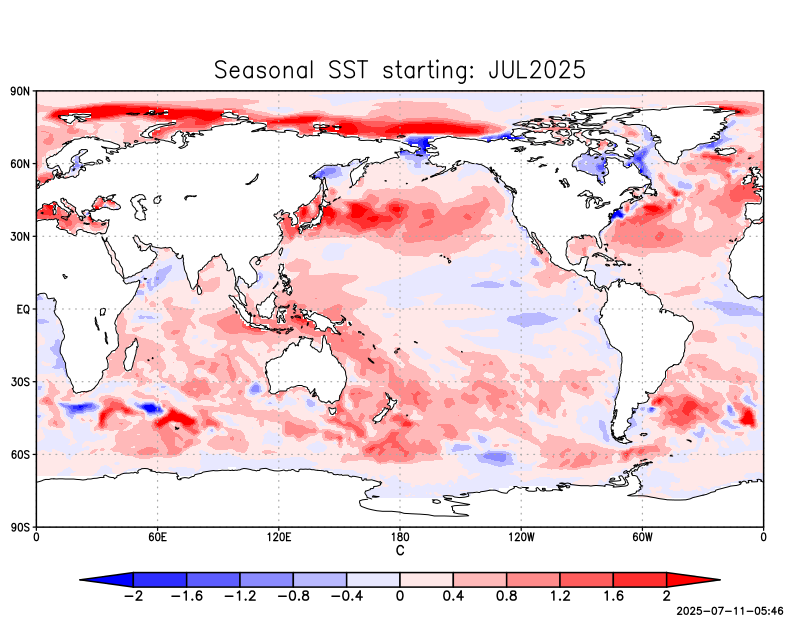 Seasonal SST starting: JUL2025
90N
60N
30N
EQ
30S
60S
90S
0 60E 120E 180 120W 60W 0
C
−2 −1.6 −1.2 −0.8 −0.4 0 0.4 0.8 1.2 1.6 2
2025-07-11-05:46